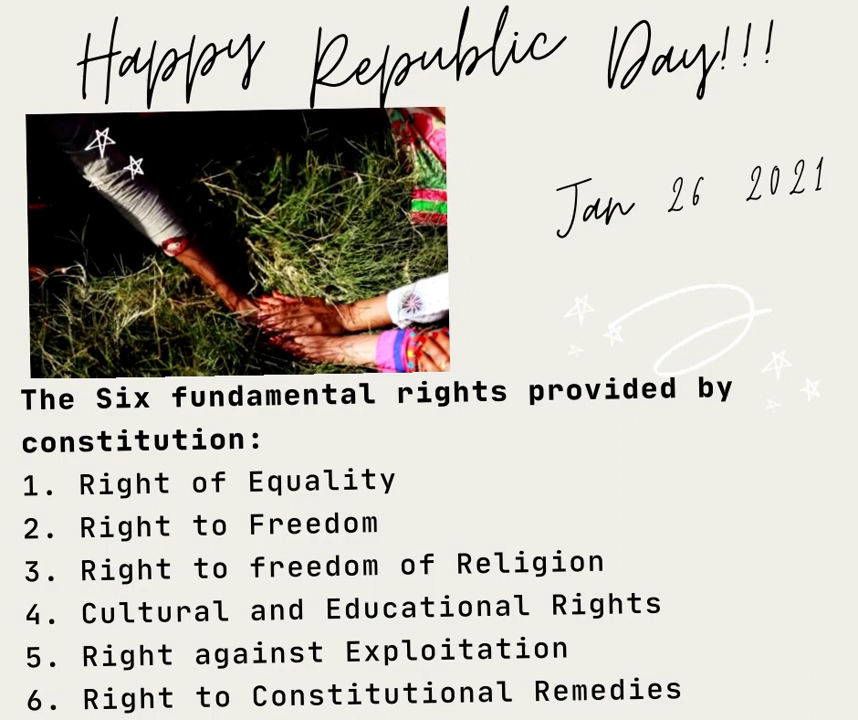 Happy Republic Day!!!
Jan 26 2021
The Six fundamental rights provided by
constitution:
1. Right of Equality
2. Right to Freedom
3. Right to freedom of Religion
4. Cultural and Educational Rights
5. Right against Exploitation
6. Right to Constitutional Remedies